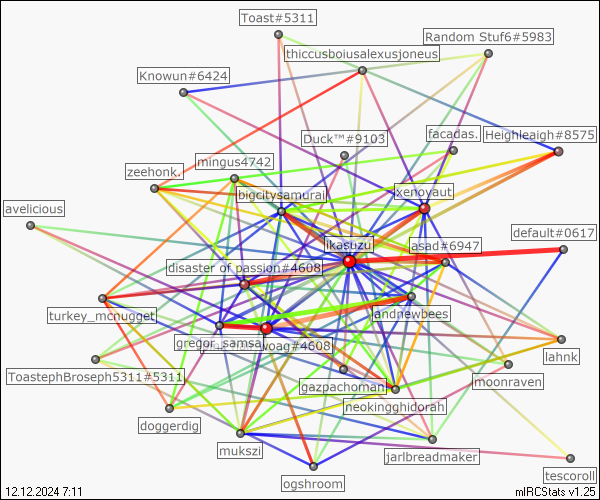 Toast#5311
Random Stuf6#5983
thiccusboiusalexusjoneus
Knowun#6424
Duck™#9103
facadas.
Heighleaigh#8575
mingus4742
zeehonk.
bigcitysamurai
xenoyaut
avelicious
default#0617
ikasuzu
asad#6947
disaster of passion#4608
turkey_mcnugget
andnewbees
gregor_samsa
woag#4608
lahnk
ToastephBroseph5311#5311
gazpachoman
moonraven
neokingghidorah
doggerdig
mukszi
jarlbreadmaker
tescoroll
ogshroom
12.12.2024 7:11
mIRCStats v1.25